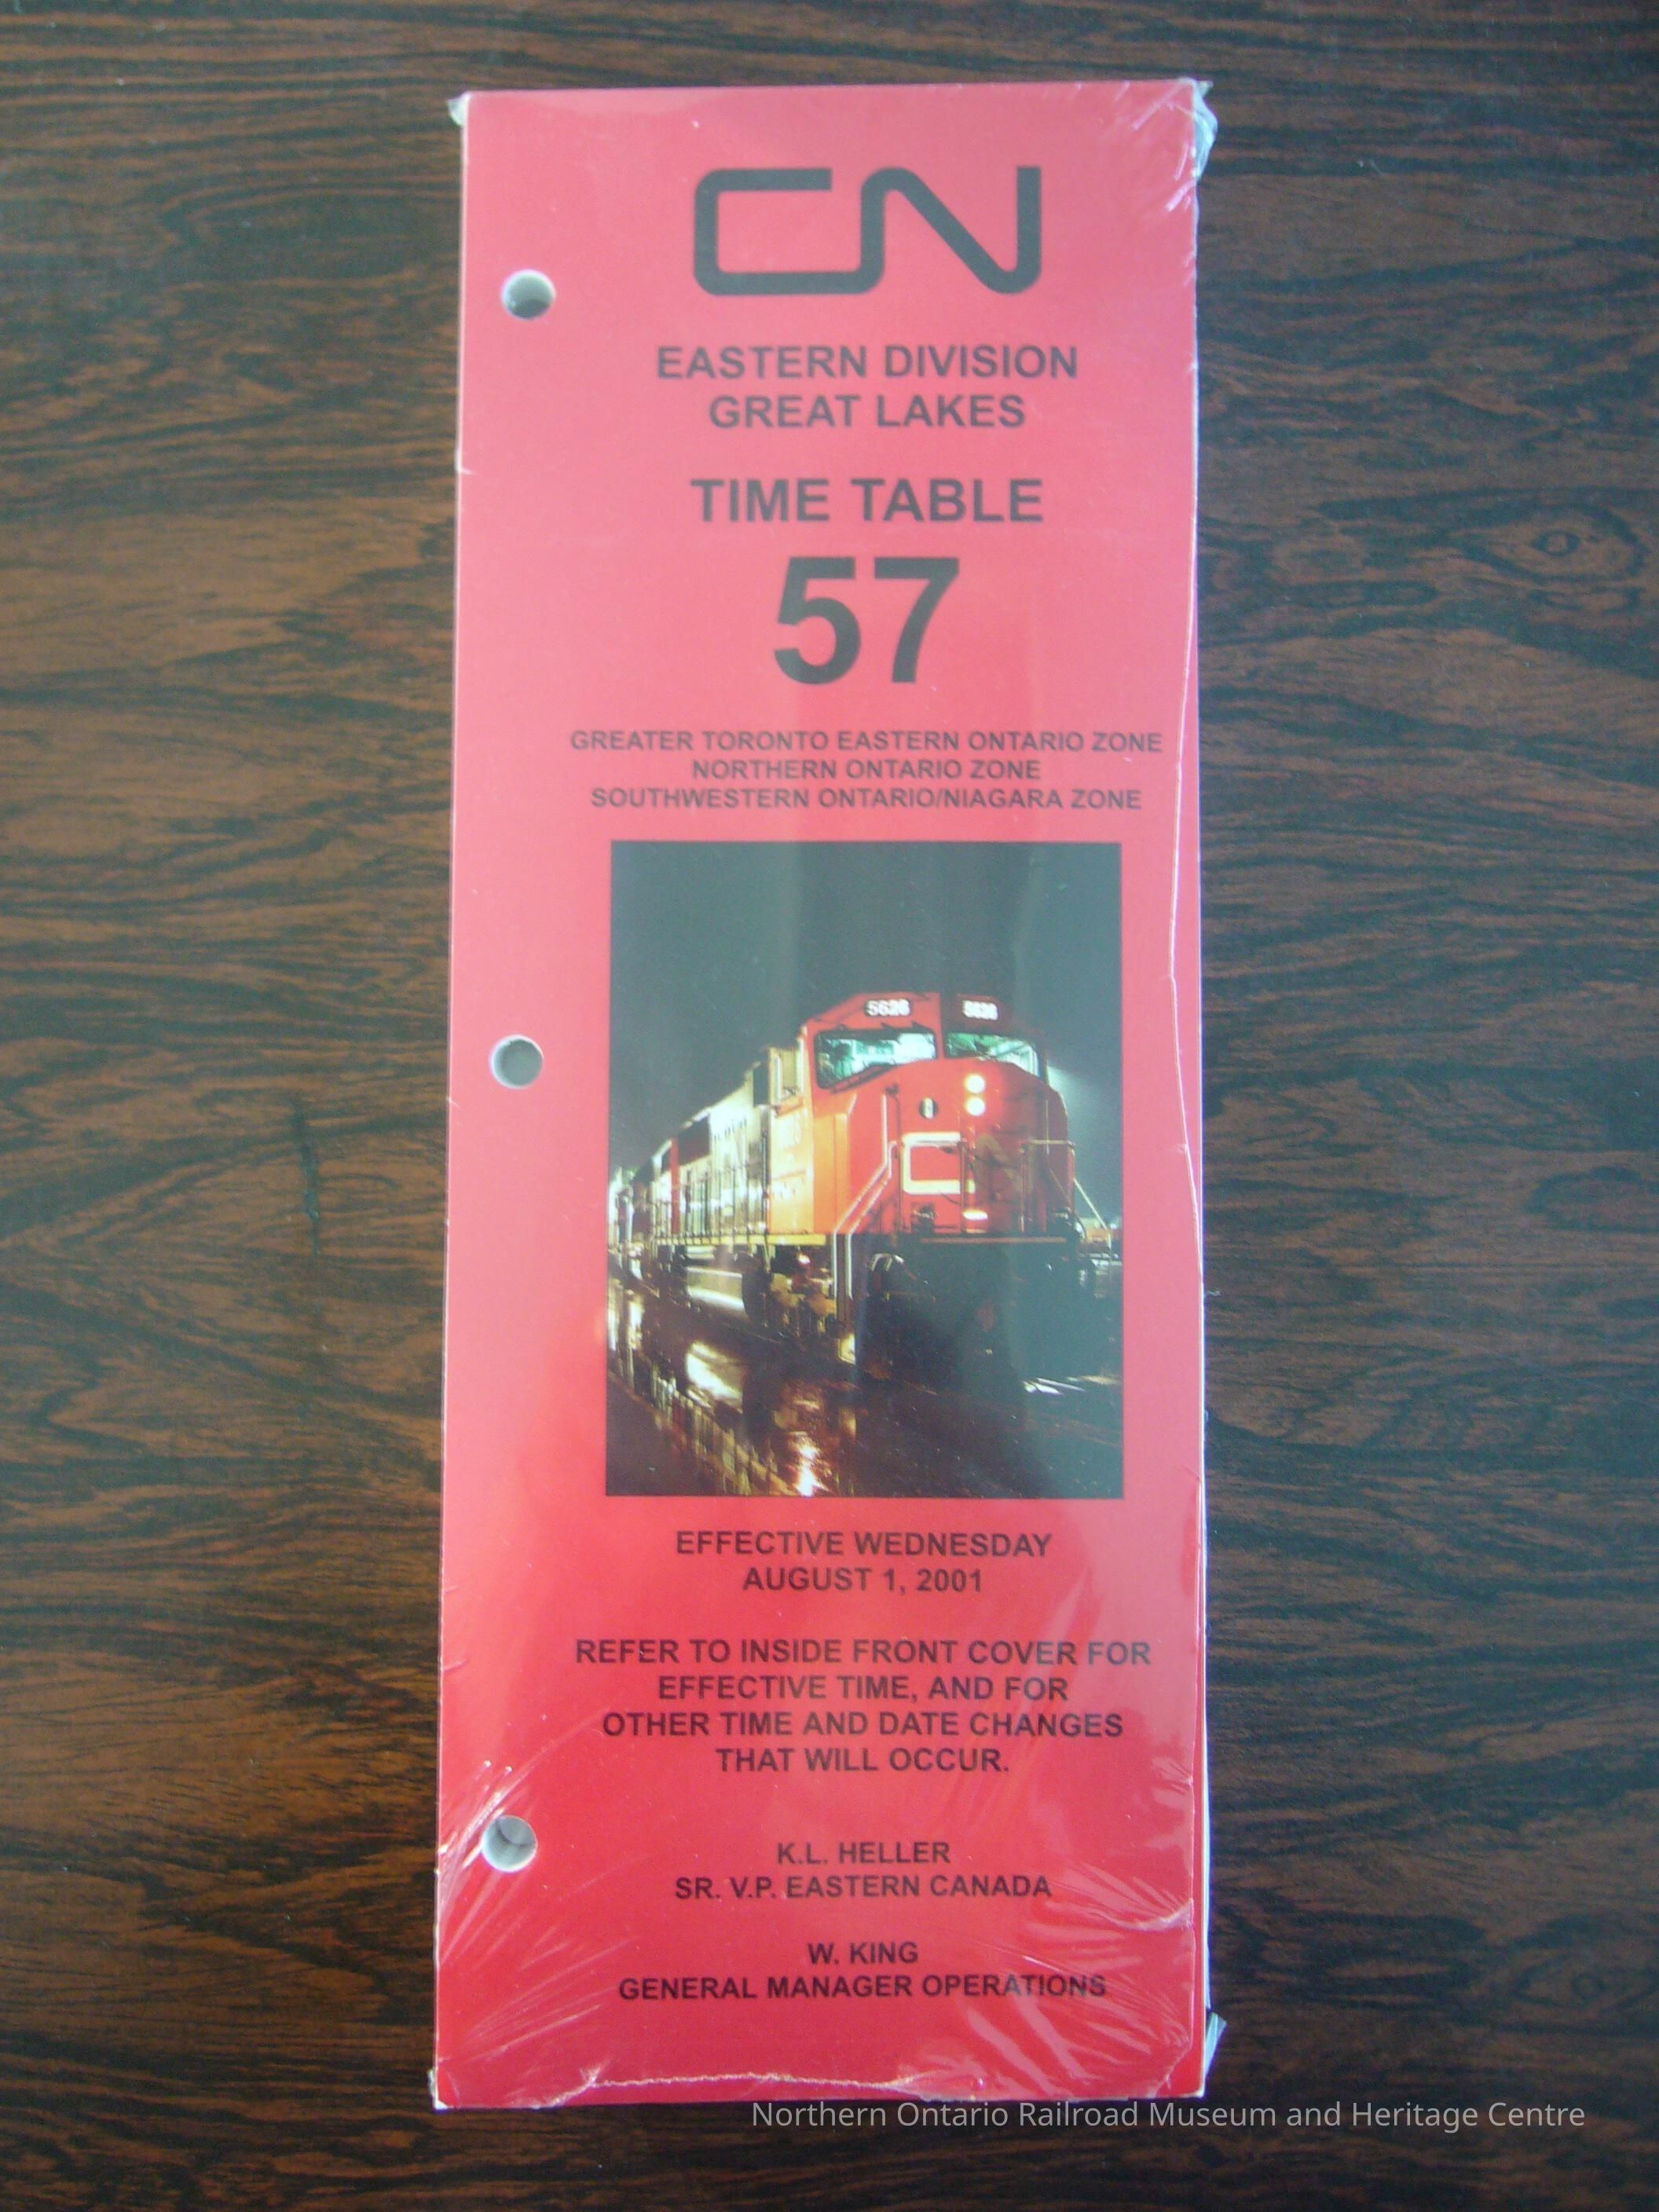 CN
EASTERN DIVISION
GREAT LAKES
TIME TABLE
57
GREATER TORONTO EASTERN ONTARIO ZONE
NORTHERN ONTARIO ZONE
SOUTHWESTERN ONTARIO/NIAGARA ZONE
EFFECTIVE WEDNESDAY
AUGUST 1, 2001
REFER TO INSIDE FRONT COVER FOR
EFFECTIVE TIME, AND FOR
OTHER TIME AND DATE CHANGES
THAT WILL OCCUR.
K.L. HELLER
SR. V.P. EASTERN CANADA
W. KING
GENERAL MANAGER OPERATIONS
Northern Ontario Railroad Museum and Heritage Centre